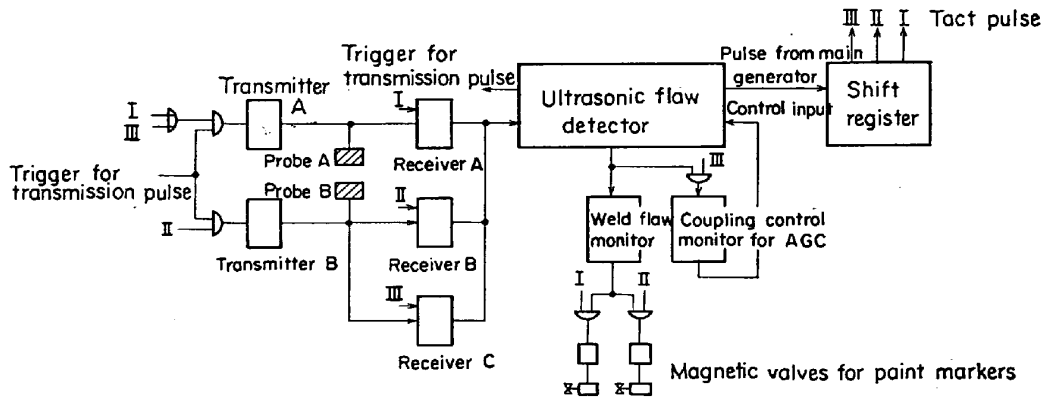 III II I Tact pulse
Trigger for
transmission pulse
Pulse from main
generator
Control input
Shift
register
Ultrasonic flaw
detector
Transmitter
A
I
III
I
Probe A
Receiver A
Trigger for
transmission pulse
Probe B
II
II
Transmitter B
Receiver B
III
Receiver C
III
Weld flaw
monitor
Coupling control
monitor for AGC
I
II
Magnetic valves for paint markers